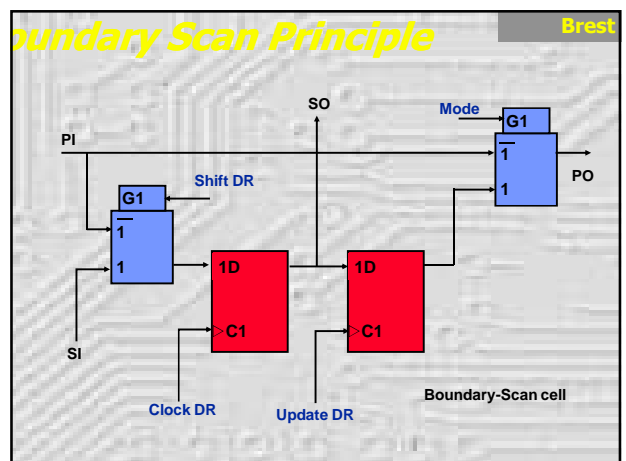 oundary Scan Principle
Brest
SO
Mode
G1
PI
1
PO
Shift DR
1
G1
1
1
1D
1D
C1
C1
SI
Boundary-Scan cell
Clock DR
Update DR